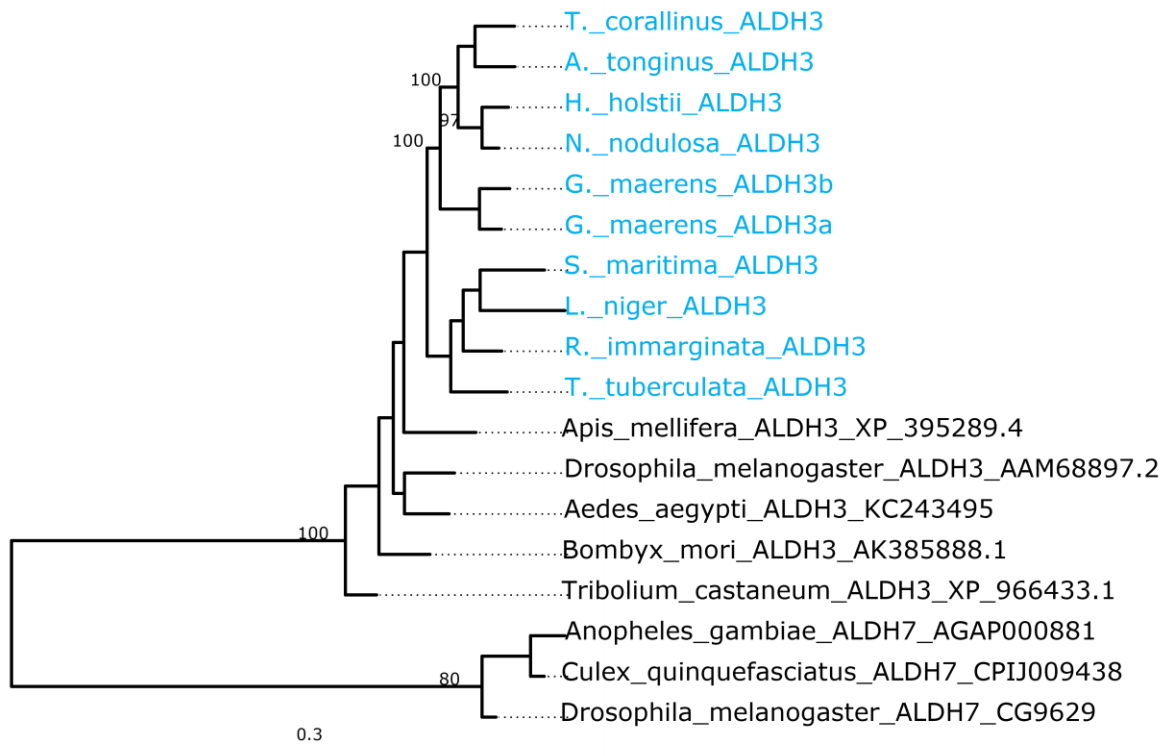 T._corallinus_ALDH3
A._tonginus_ALDH3
100
H._holstii_ALDH3
97
100
N._nodulosa_ALDH3
G._maerens_ALDH3b
G._maerens_ALDH3a
S._maritima_ALDH3
L._niger_ALDH3
R._immarginata_ALDH3
T._tuberculata_ALDH3
Apis_mellifera_ALDH3_XP_395289.4
Drosophila_melanogaster_ALDH3_AAM68897.2
Aedes_aegypti_ALDH3_KC243495
100
Bombyx_mori_ALDH3_AK385888.1
Tribolium_castaneum_ALDH3_XP_966433.1
Anopheles_gambiae_ALDH7_AGAP000881
80
Culex_quinquefasciatus_ALDH7_CPIJ009438
Drosophila_melanogaster_ALDH7_CG9629
0.3